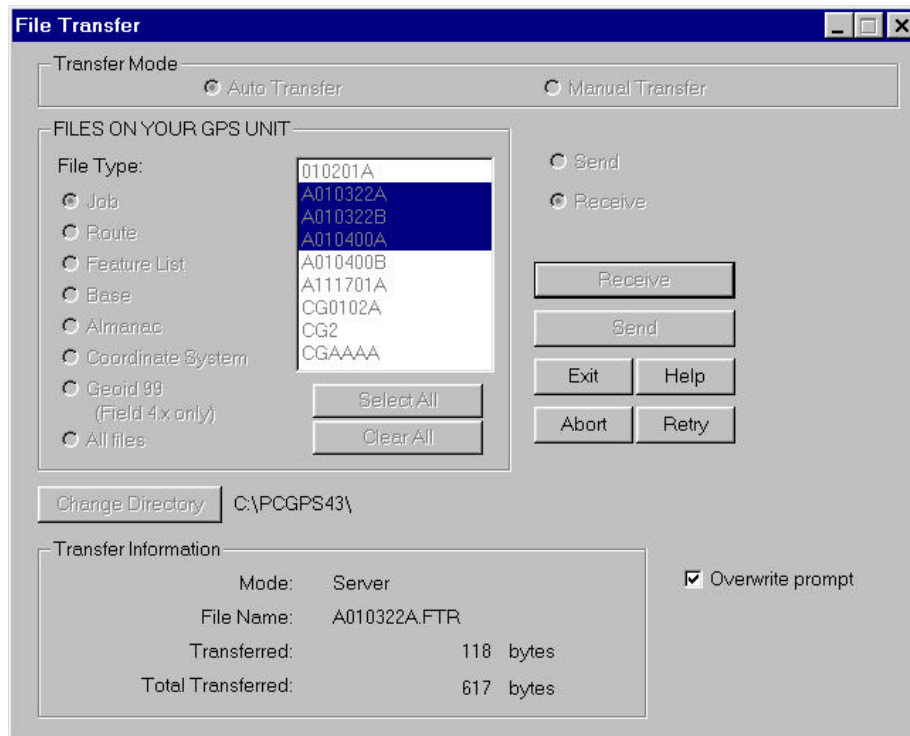 File Transfer
Transfer Mode
Auto Transfer Manual Transfer
FILES ON YOUR GPS UNIT
File Type:
Job
Route
Feature List
Base
Almanac
Coordinate System
Geoid 99
(Field 4.x only)
All files
010201A
A010322A
A010322B
A010400A
A010400B
A111701A
CG0102A
CG2
CGAAAA
Select All
Clear All
Send
Receive
Receive
Send
Exit Help
Abort Retry
Change Directory C:\PCGPS43\
Transfer Information
Mode: Server
File Name: A010322A.FTR
Transferred: 118 bytes
Total Transferred: 617 bytes
Overwrite prompt